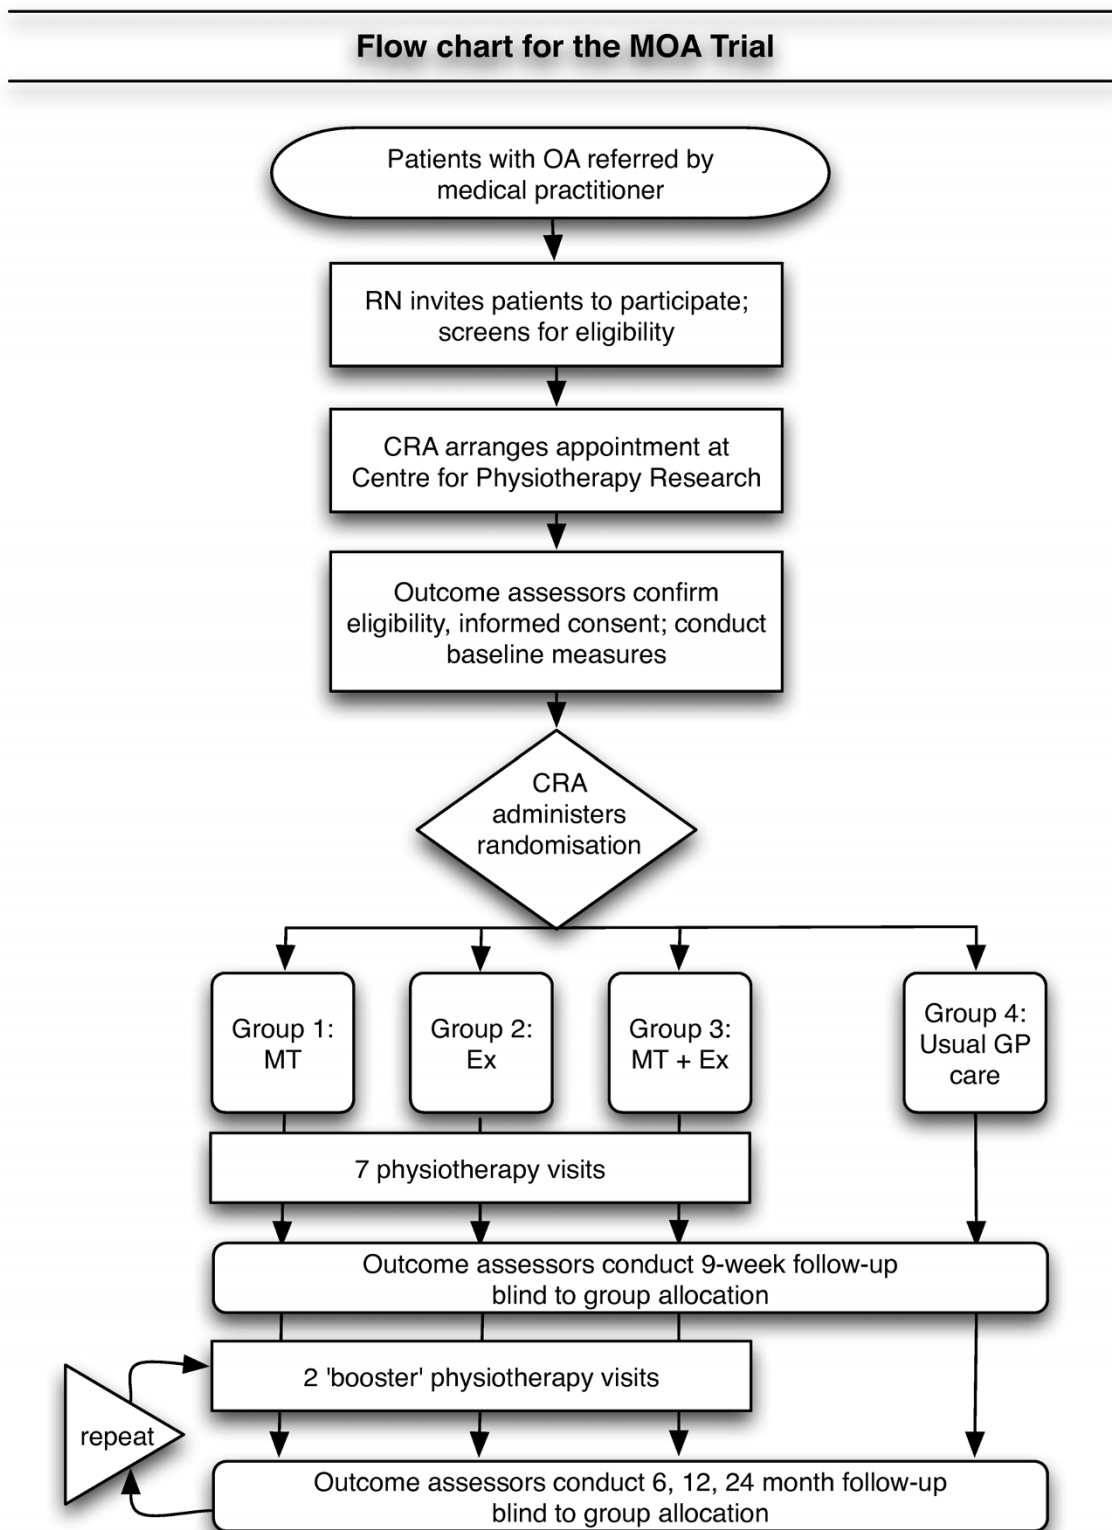 Flow chart for the MOA Trial
Patients with OA referred by
medical practitioner
RN invites patients to participate;
screens for eligibility
CRA arranges appointment at
Centre for Physiotherapy Research
Outcome assessors confirm
eligibility, informed consent; conduct
baseline measures
CRA
administers
randomisation
Group 1:
MT
Group 2:
Ex
Group 3:
MT + Ex
Group 4:
Usual GP
care
7 physiotherapy visits
Outcome assessors conduct 9-week follow-up
blind to group allocation
2 'booster' physiotherapy visits
repeat
Outcome assessors conduct 6, 12, 24 month follow-up
blind to group allocation